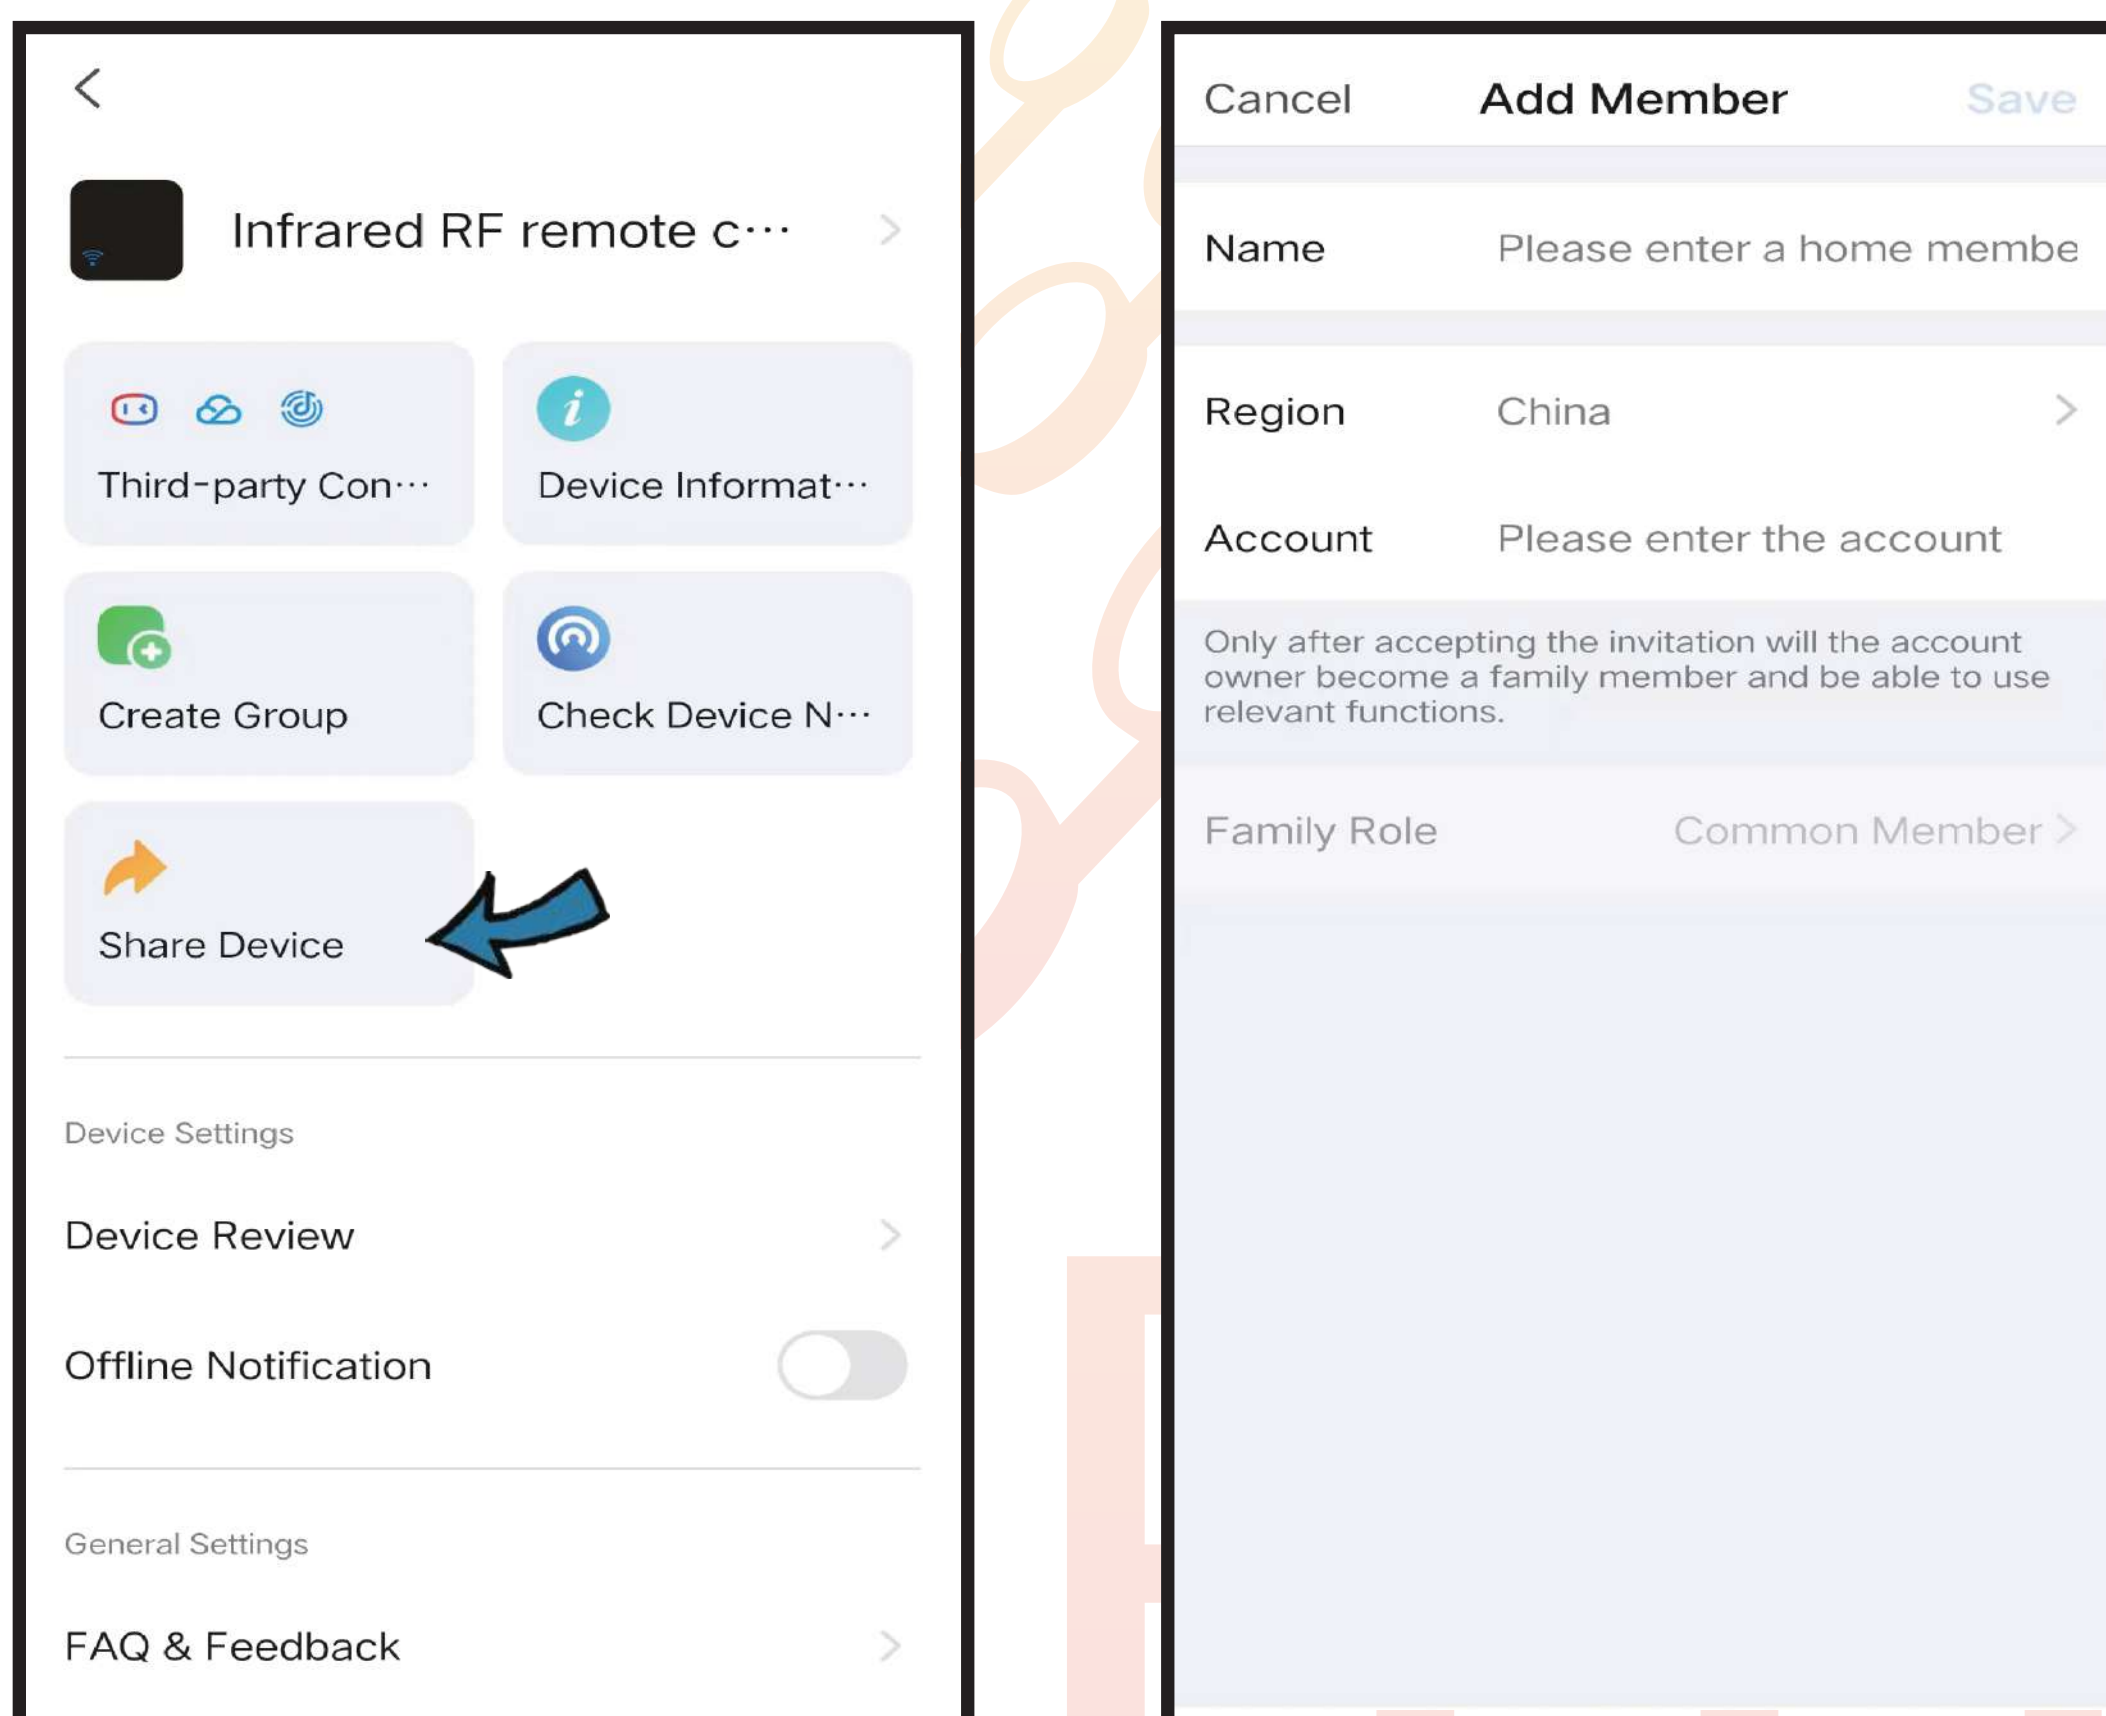 Infrared RF remote c···
Third-party Con···
Device Informat···
Create Group
Check Device N···
Share Device
Device Settings
Device Review
Offline Notification
General Settings
FAQ & Feedback
Cancel
Add Member
Save
Name
Please enter a home membe
Region
China
Account
Please enter the account
Only after accepting the invitation will the account
owner become a family member and be able to use
relevant functions.
Family Role
Common Member